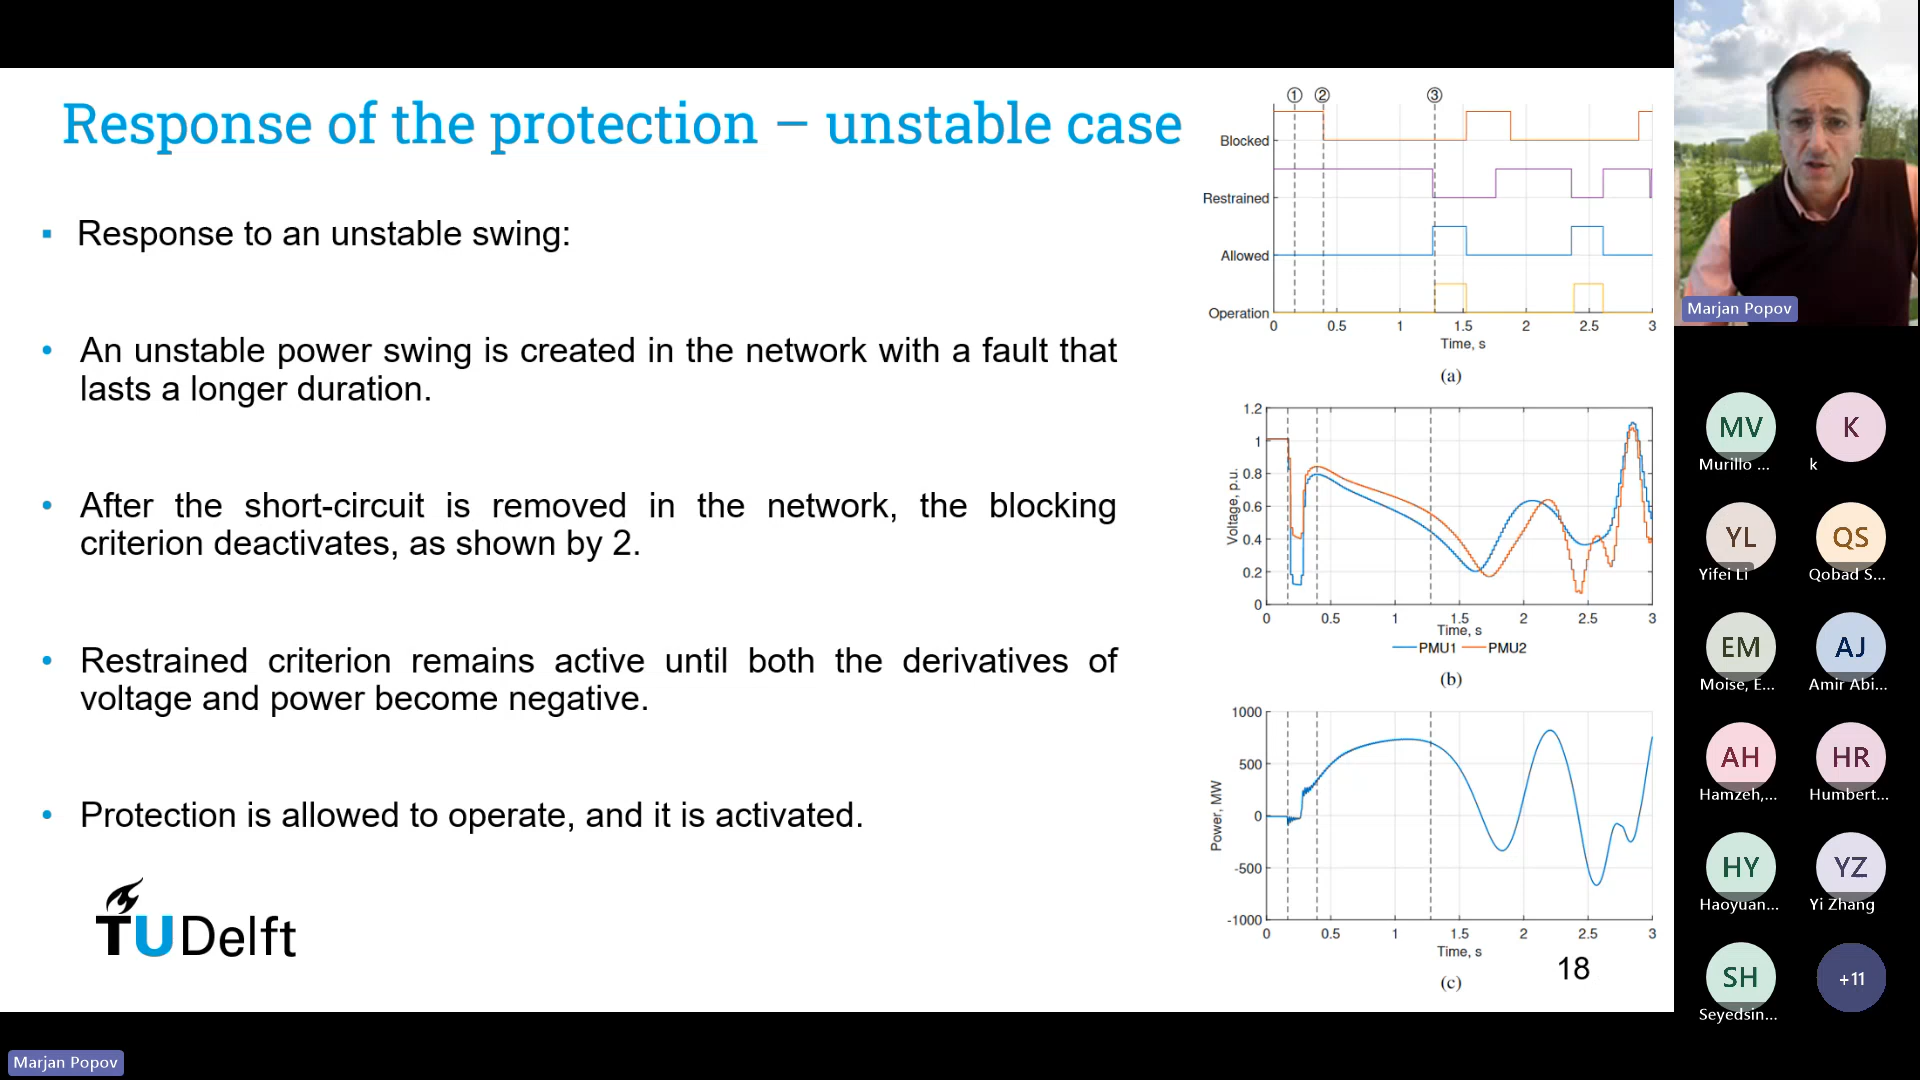 Response of the protection – unstable case
Response to an unstable swing:
An unstable power swing is created in the network with a fault that
lasts a longer duration.
After the short-circuit is removed in the network, the blocking
criterion deactivates, as shown by 2.
Restrained criterion remains active until both the derivatives of
voltage and power become negative.
Protection is allowed to operate, and it is activated.
TUDelft
① ② ③
Blocked
Restrained
Allowed
Operation
0 0.5 1 1.5 2 2.5 3
Time, s
(a)
1.2
1
0.8
0.6
0.4
0.2
0
Voltage, p.u.
0 0.5 1 1.5 2 2.5 3
Time, s
PMU1 PMU2
(b)
1000
500
0
-500
-1000
Power, MW
0 0.5 1 1.5 2 2.5 3
Time, s
(c)
18
Marjan Popov
MV K
Murillo ... k
YL QS
Yifei Li Qobad S...
EM AJ
Moise, E... Amir Abi...
AH HR
Hamzeh,... Humbert...
HY YZ
Haoyuan... Yi Zhang
SH +11
Seyedsin...
Marjan Popov